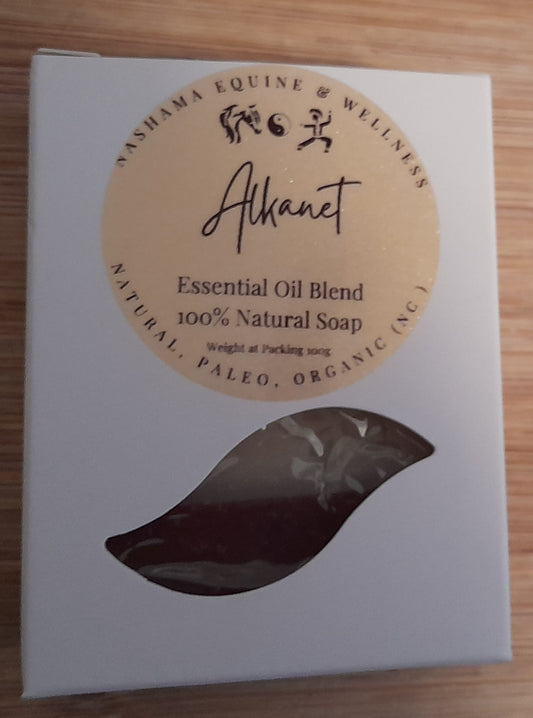 NASHAMA EQUINE & WELLNESS
Alkanet
Essential Oil Blend
100% Natural Soap
Weight at Packing 100g
NATURAL, PALEO, ORGANIC (NC)